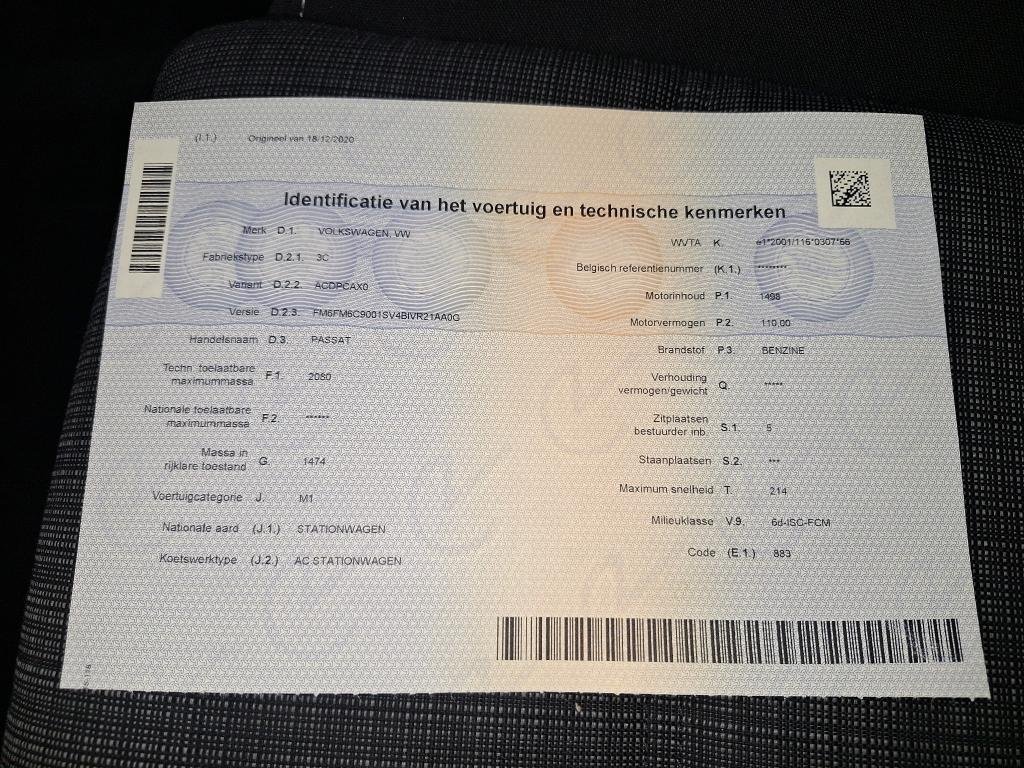 (I.1.) Origineel van 18/12/2020
Identificatie van het voertuig en technische kenmerken
Merk D.1. VOLKSWAGEN, VW
Fabriekstype D.2.1. 3C
Variant D.2.2. ACDPCAX0
Versie D.2.3. FM6FM6C9001SV4BIVR21AA0G
Handelsnaam D.3. PASSAT
Techn. toelaatbare
maximummassa F.1. 2080
Nationale toelaatbare
maximummassa F.2. ******
Massa in
rijklare toestand G. 1474
Voertuigcategorie J. M1
Nationale aard (J.1.) STATIONWAGEN
Koetswerktype (J.2.) AC STATIONWAGEN
WVTA K. e1*2001/116*0307*66
Belgisch referentienummer (K.1.) ********
Motorinhoud P.1. 1498
Motorvermogen P.2. 110,00
Brandstof P.3. BENZINE
Verhouding
vermogen/gewicht Q. *****
Zitplaatsen
bestuurder inb. S.1. 5
Staanplaatsen S.2. ***
Maximum snelheid T. 214
Milieuklasse V.9. 6d-ISC-FCM
Code (E.1.) 883